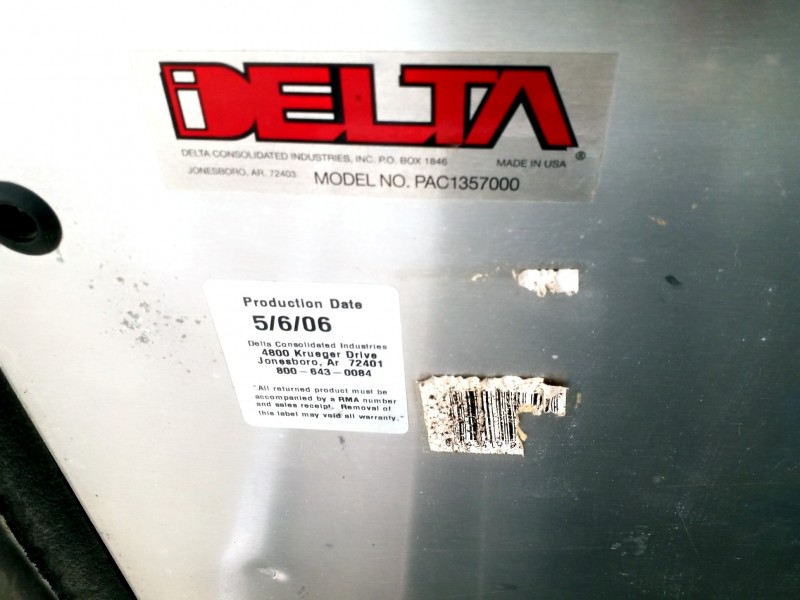 DELTA
DELTA CONSOLIDATED INDUSTRIES, INC. P.O. BOX 1846 MADE IN USA ®
JONESBORO, AR. 72403 MODEL NO. PAC1357000
Production Date
5/6/06
Delta Consolidated Industries
4800 Krueger Drive
Jonesboro, Ar 72401
800-643-0084
"All returned product must be
accompanied by a RMA number
and sales receipt. Removal of
this label may void all warranty."